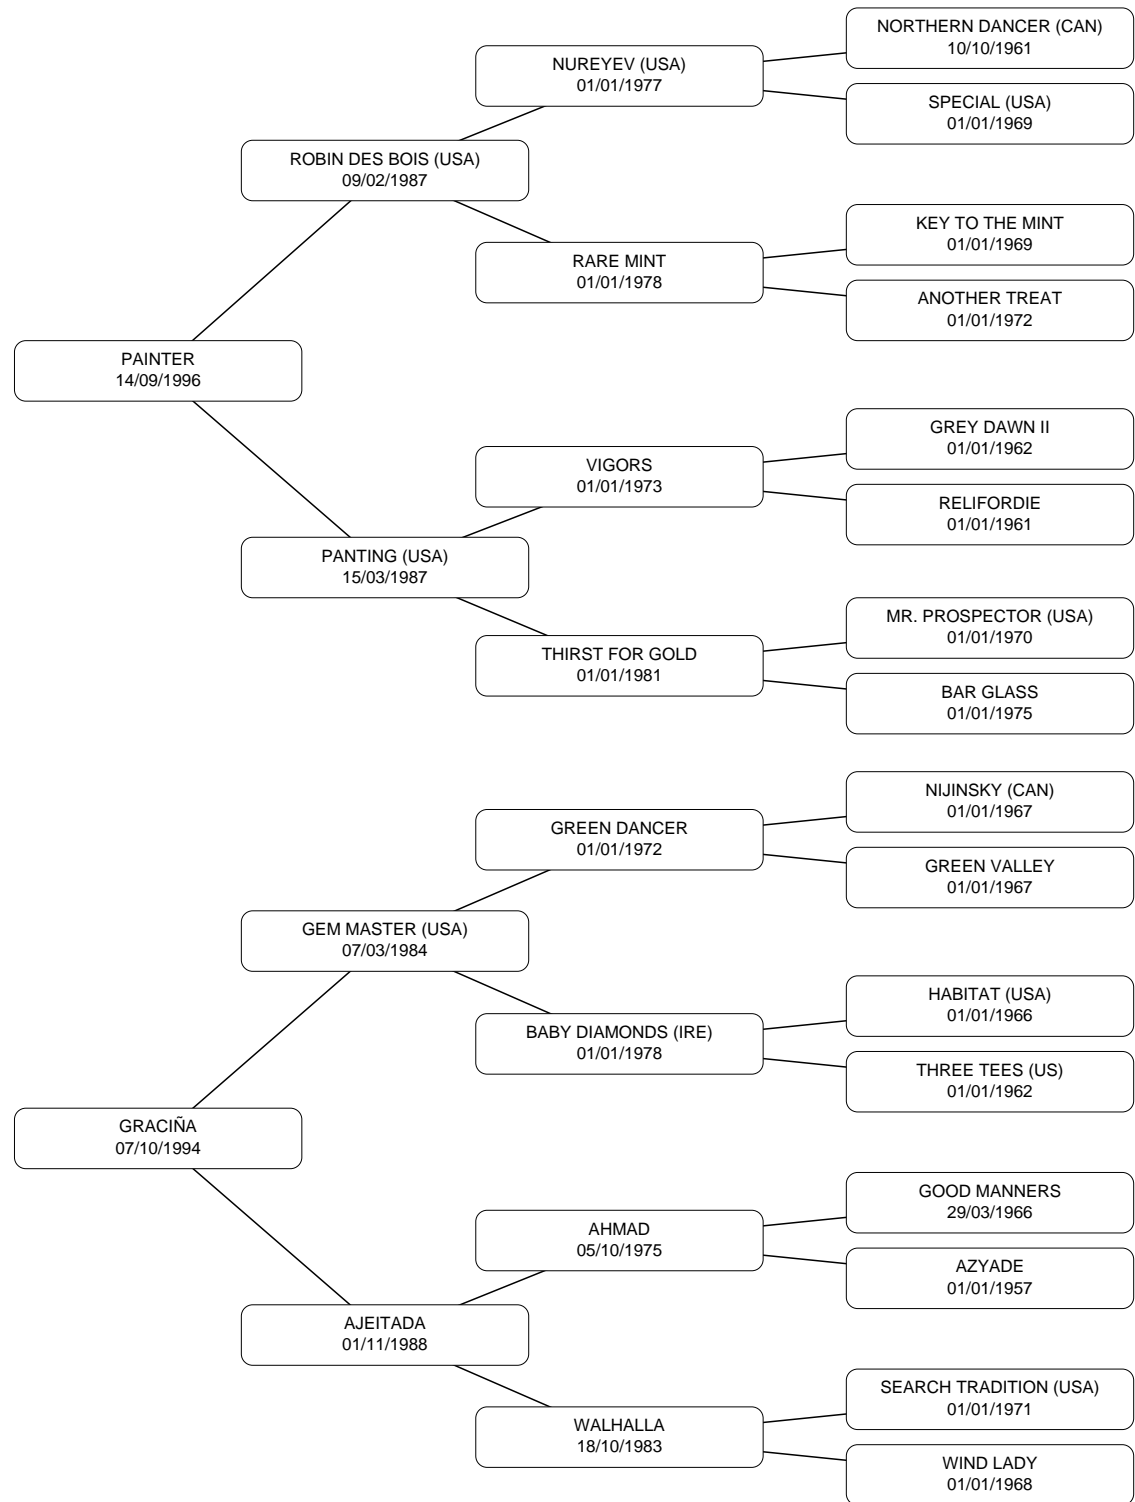 NORTHERN DANCER (CAN)
10/10/1961
NUREYEV (USA)
01/01/1977
SPECIAL (USA)
01/01/1969
ROBIN DES BOIS (USA)
09/02/1987
KEY TO THE MINT
01/01/1969
RARE MINT
01/01/1978
ANOTHER TREAT
01/01/1972
PAINTER
14/09/1996
GREY DAWN II
01/01/1962
VIGORS
01/01/1973
RELIFORDIE
01/01/1961
PANTING (USA)
15/03/1987
MR. PROSPECTOR (USA)
01/01/1970
THIRST FOR GOLD
01/01/1981
BAR GLASS
01/01/1975
NIJINSKY (CAN)
01/01/1967
GREEN DANCER
01/01/1972
GREEN VALLEY
01/01/1967
GEM MASTER (USA)
07/03/1984
HABITAT (USA)
01/01/1966
BABY DIAMONDS (IRE)
01/01/1978
THREE TEES (US)
01/01/1962
GRACIÑA
07/10/1994
GOOD MANNERS
29/03/1966
AHMAD
05/10/1975
AZYADE
01/01/1957
AJEITADA
01/11/1988
SEARCH TRADITION (USA)
01/01/1971
WALHALLA
18/10/1983
WIND LADY
01/01/1968